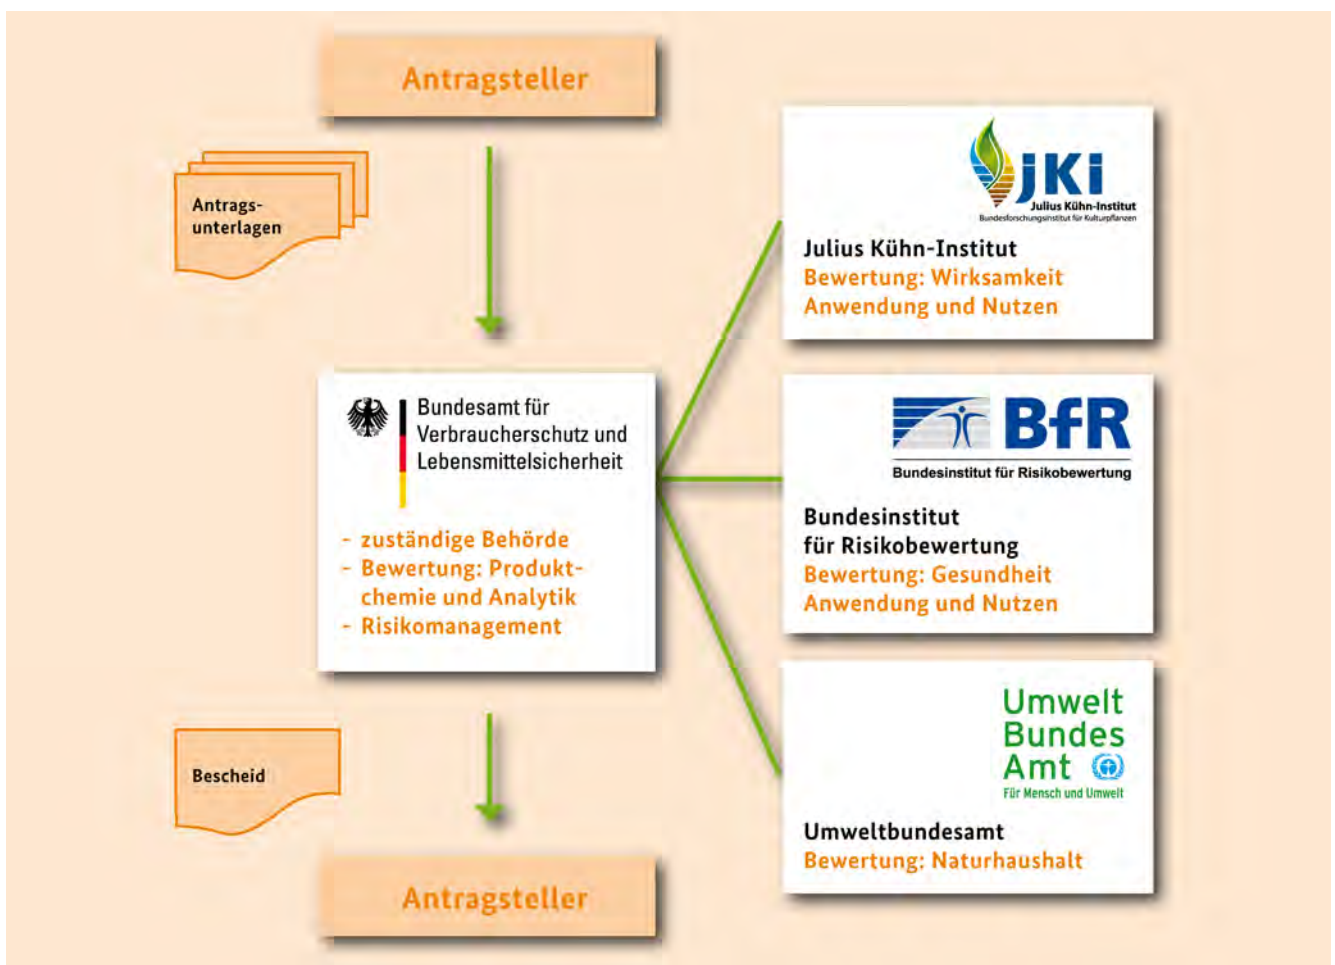 Antragsteller
Antrags-
unterlagen
Bundesamt für
Verbraucherschutz und
Lebensmittelsicherheit
- zuständige Behörde
- Bewertung: Produkt-
chemie und Analytik
- Risikomanagement
JKI
Julius Kühn-Institut
Bundesforschungsinstitut für Kulturpflanzen
Julius Kühn-Institut
Bewertung: Wirksamkeit
Anwendung und Nutzen
BfR
Bundesinstitut für Risikobewertung
Bundesinstitut
für Risikobewertung
Bewertung: Gesundheit
Anwendung und Nutzen
Umwelt
Bundes
Amt
Für Mensch und Umwelt
Umweltbundesamt
Bewertung: Naturhaushalt
Bescheid
Antragsteller